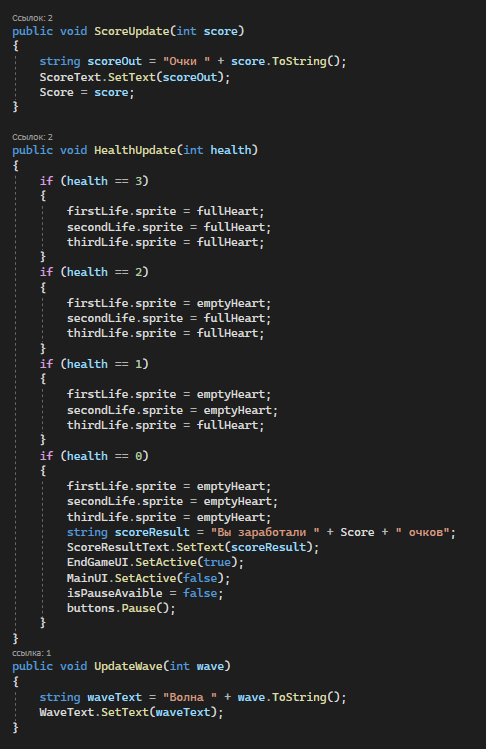 Ссылок: 2
public void ScoreUpdate(int score)
{
    string scoreOut = "Очки " + score.ToString();
    ScoreText.SetText(scoreOut);
    Score = score;
}
Ссылок: 2
public void HealthUpdate(int health)
{
    if (health == 3)
    {
        firstLife.sprite = fullHeart;
        secondLife.sprite = fullHeart;
        thirdLife.sprite = fullHeart;
    }
    if (health == 2)
    {
        firstLife.sprite = emptyHeart;
        secondLife.sprite = fullHeart;
        thirdLife.sprite = fullHeart;
    }
    if (health == 1)
    {
        firstLife.sprite = emptyHeart;
        secondLife.sprite = emptyHeart;
        thirdLife.sprite = fullHeart;
    }
    if (health == 0)
    {
        firstLife.sprite = emptyHeart;
        secondLife.sprite = emptyHeart;
        thirdLife.sprite = emptyHeart;
        string scoreResult = "Вы заработали " + Score + " очков";
        ScoreResultText.SetText(scoreResult);
        EndGameUI.SetActive(true);
        MainUI.SetActive(false);
        isPauseAvaible = false;
        buttons.Pause();
    }
}
ссылка: 1
public void UpdateWave(int wave)
{
    string waveText = "Волна " + wave.ToString();
    WaveText.SetText(waveText);
}